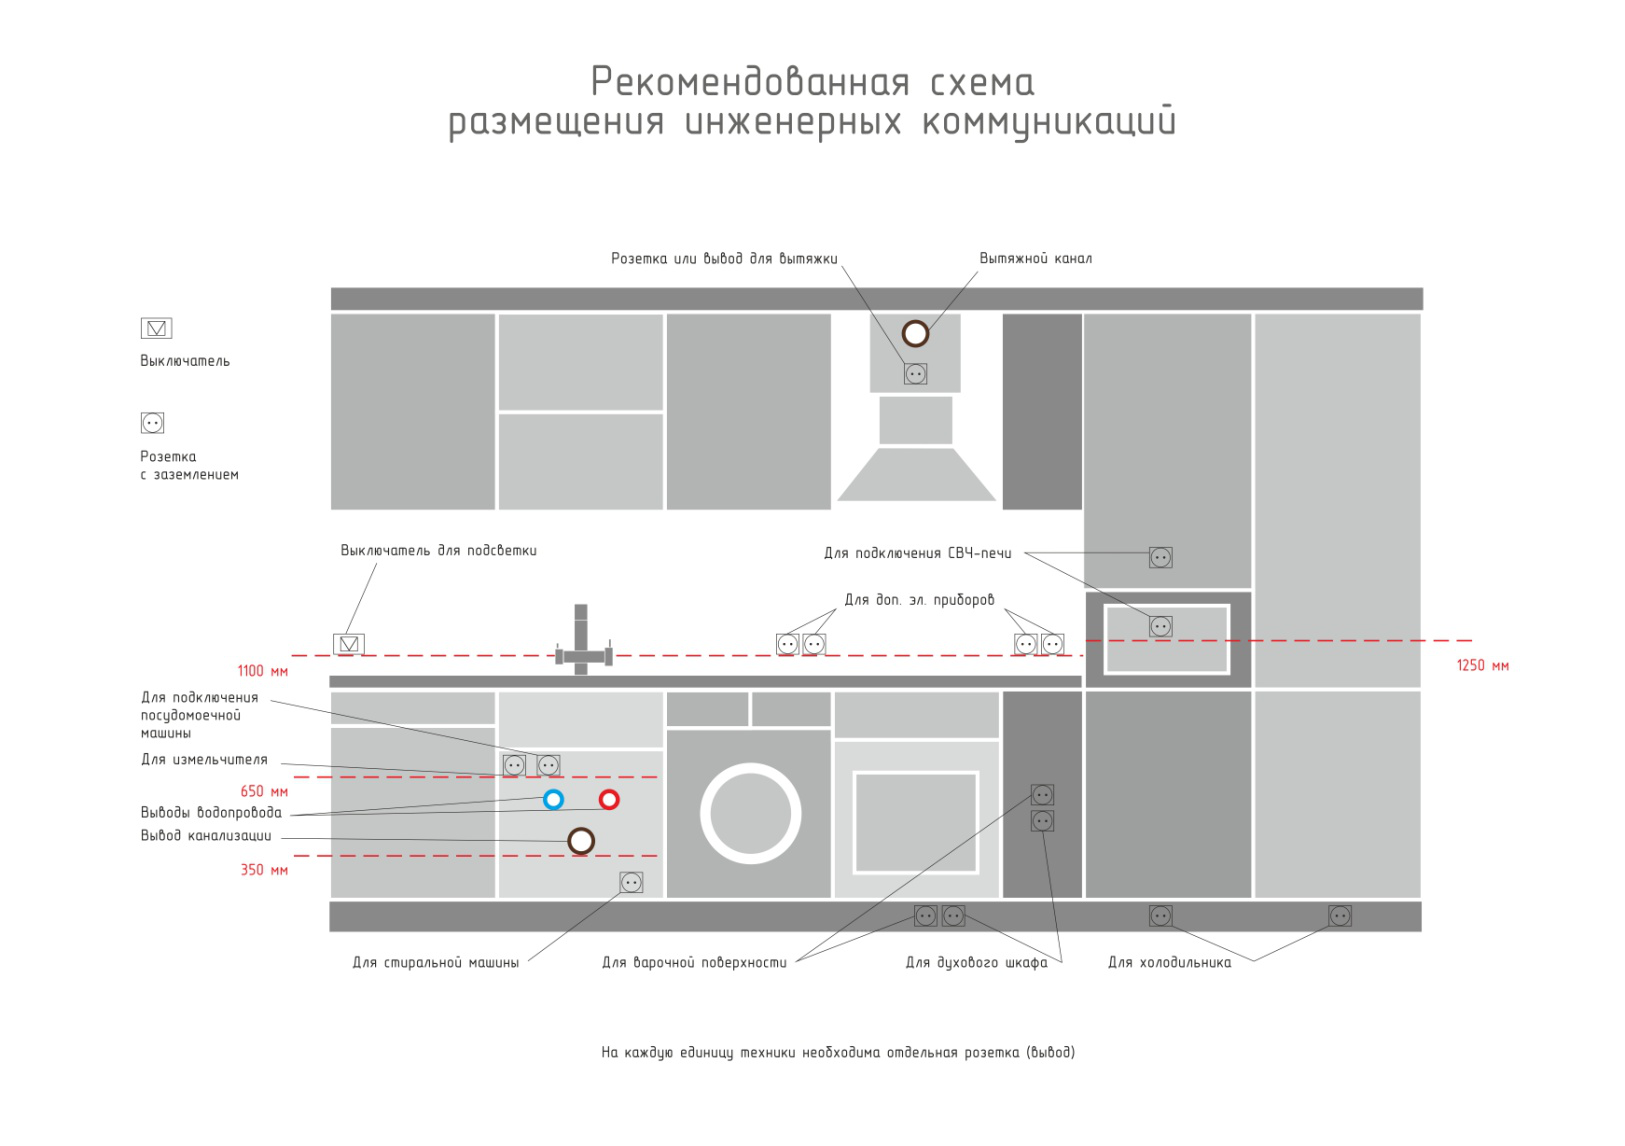 Рекомендованная схема
размещения инженерных коммуникаций
Розетка или вывод для вытяжки
Вытяжной канал
Выключатель
Розетка
с заземлением
Выключатель для подсветки
Для подключения СВЧ-печи
Для доп. эл. приборов
1100 мм
1250 мм
Для подключения
посудомоечной
машины
Для измельчителя
650 мм
Выводы водопровода
Вывод канализации
350 мм
Для стиральной машины
Для варочной поверхности
Для духового шкафа
Для холодильника
На каждую единицу техники необходима отдельная розетка (вывод)